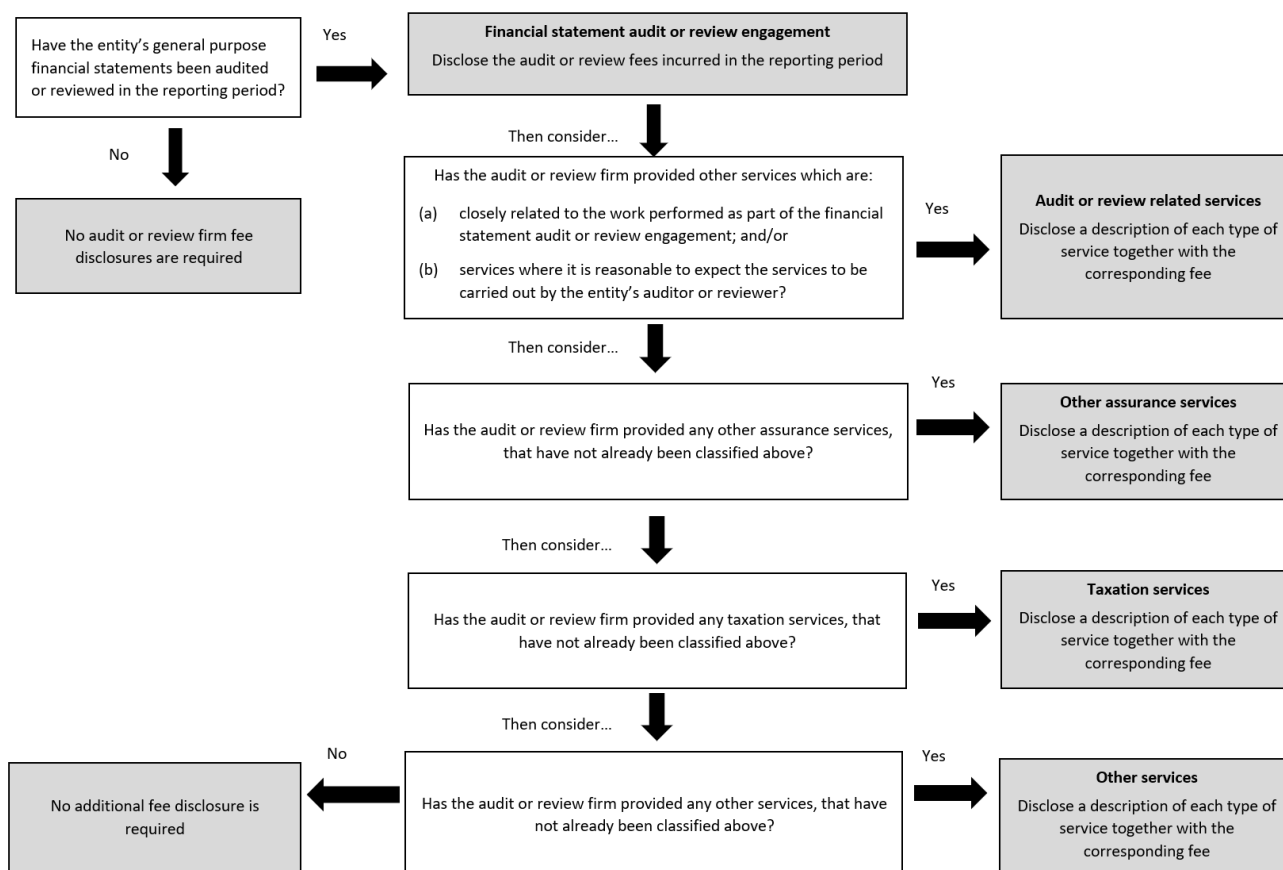 Have the entity's general purpose
financial statements been audited
or reviewed in the reporting period?
Yes
Financial statement audit or review engagement
Disclose the audit or review fees incurred in the reporting period
No
Then consider…
No audit or review firm fee
disclosures are required
Has the audit or review firm provided other services which are:
(a) closely related to the work performed as part of the financial
statement audit or review engagement; and/or
(b) services where it is reasonable to expect the services to be
carried out by the entity's auditor or reviewer?
Yes
Audit or review related services
Disclose a description of each type of
service together with the
corresponding fee
Then consider…
Has the audit or review firm provided any other assurance services,
that have not already been classified above?
Yes
Other assurance services
Disclose a description of each type of
service together with the
corresponding fee
Then consider…
Has the audit or review firm provided any taxation services, that
have not already been classified above?
Yes
Taxation services
Disclose a description of each type of
service together with the
corresponding fee
Then consider…
No
No additional fee disclosure is
required
Has the audit or review firm provided any other services, that have
not already been classified above?
Yes
Other services
Disclose a description of each type of
service together with the
corresponding fee